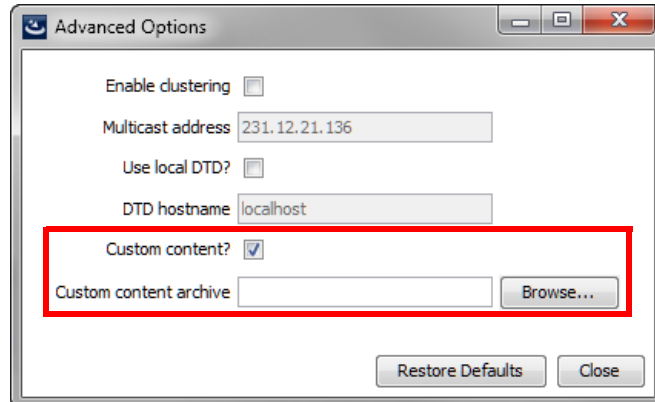 Advanced Options
Enable clustering
Multicast address 231.12.21.136
Use local DTD?
DTD hostname localhost
Custom content?
Custom content archive Browse...
Restore Defaults Close